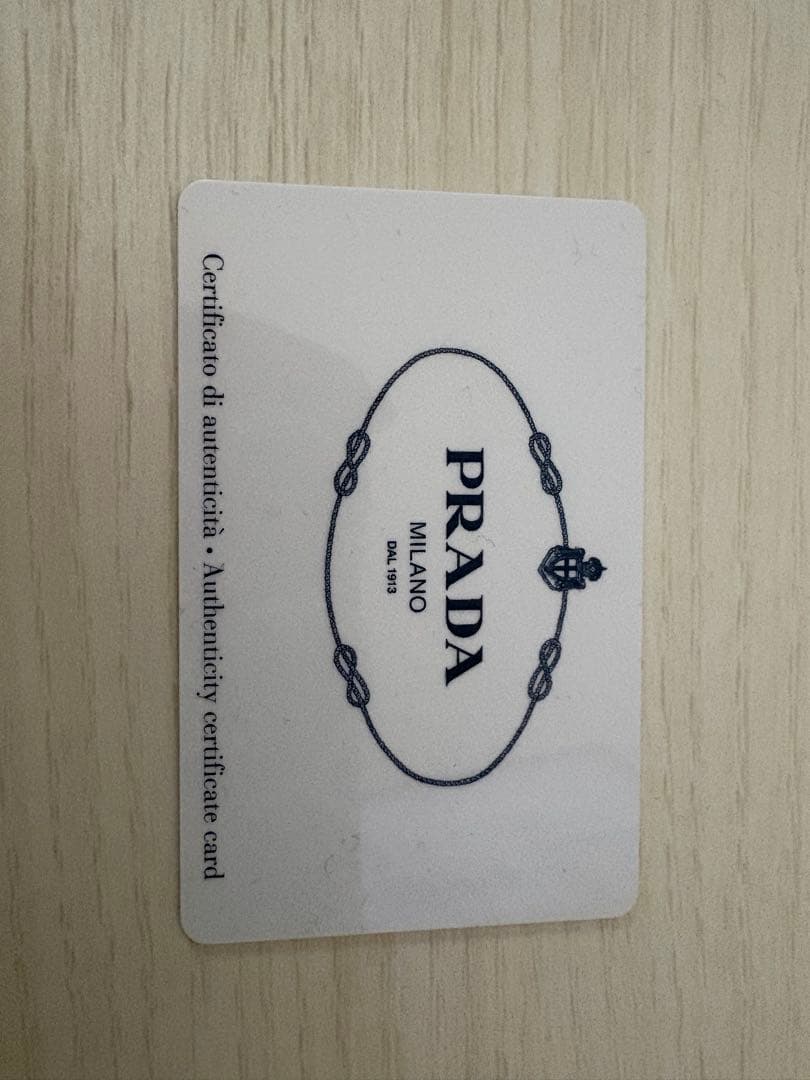 PRADA
MILANO
DAL 1913
Certificato di autenticità • Authenticity certificate card